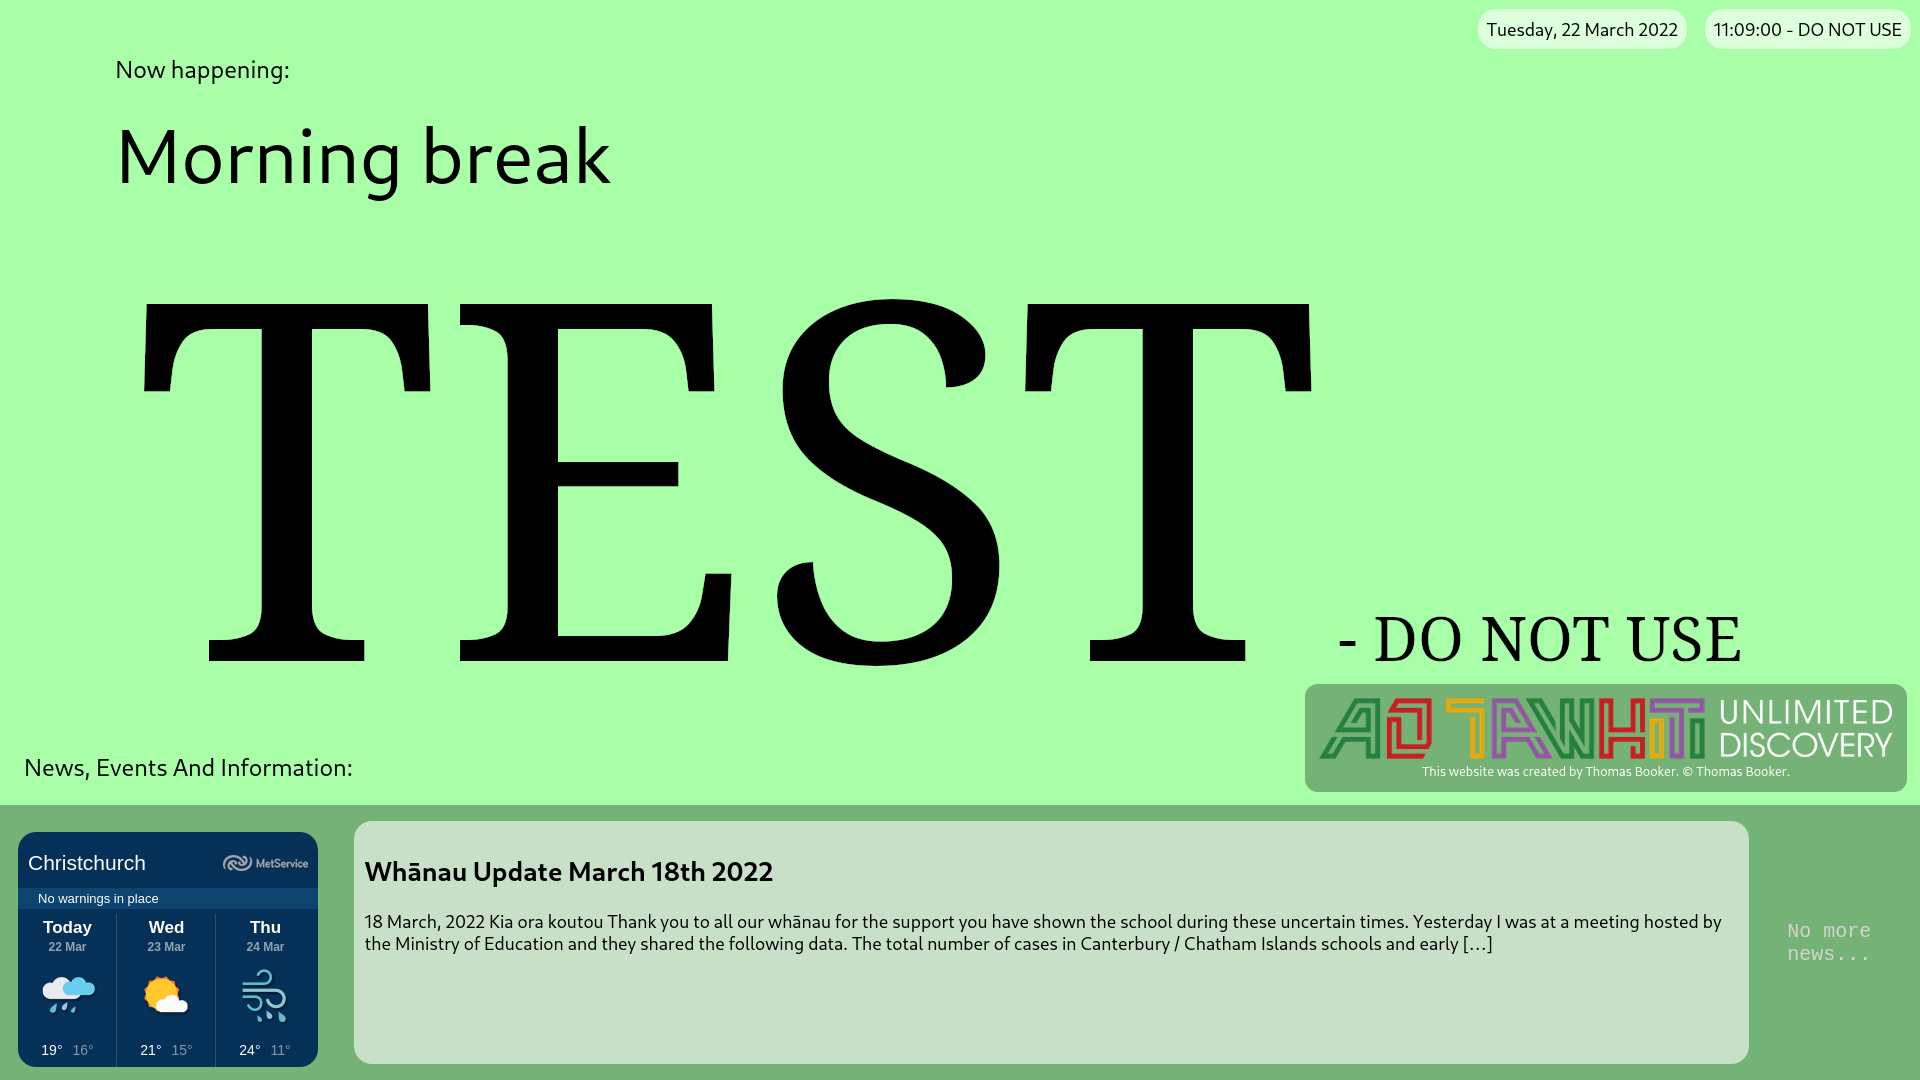 Tuesday, 22 March 2022
11:09:00 - DO NOT USE
Now happening:
Morning break
TEST - DO NOT USE
AO TAWHITI UNLIMITED
DISCOVERY
This website was created by Thomas Booker. © Thomas Booker.
News, Events And Information:
Christchurch
MetService
No warnings in place
Today Wed Thu
22 Mar 23 Mar 24 Mar
19° 16° 21° 15° 24° 11°
Whānau Update March 18th 2022
18 March, 2022 Kia ora koutou Thank you to all our whānau for the support you have shown the school during these uncertain times. Yesterday I was at a meeting hosted by
the Ministry of Education and they shared the following data. The total number of cases in Canterbury / Chatham Islands schools and early […]
No more
news...